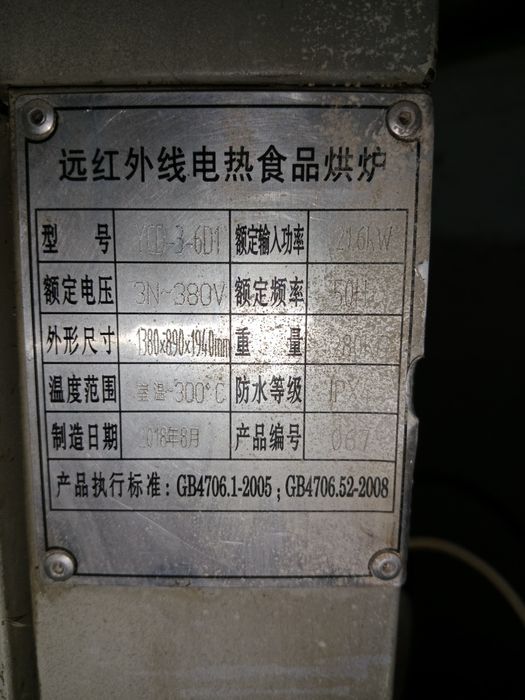 远红外线电热食品烘炉
型 号 YCD-3-6D1 额定输入功率 21.6kW
额定电压 3N~380V 额定频率 50Hz
外形尺寸 1380x890x1940mm 重 量
温度范围 室温~300°C 防水等级 IPX4
制造日期 2018年8月 产品编号 067
产品执行标准：GB4706.1-2005；GB4706.52-2008